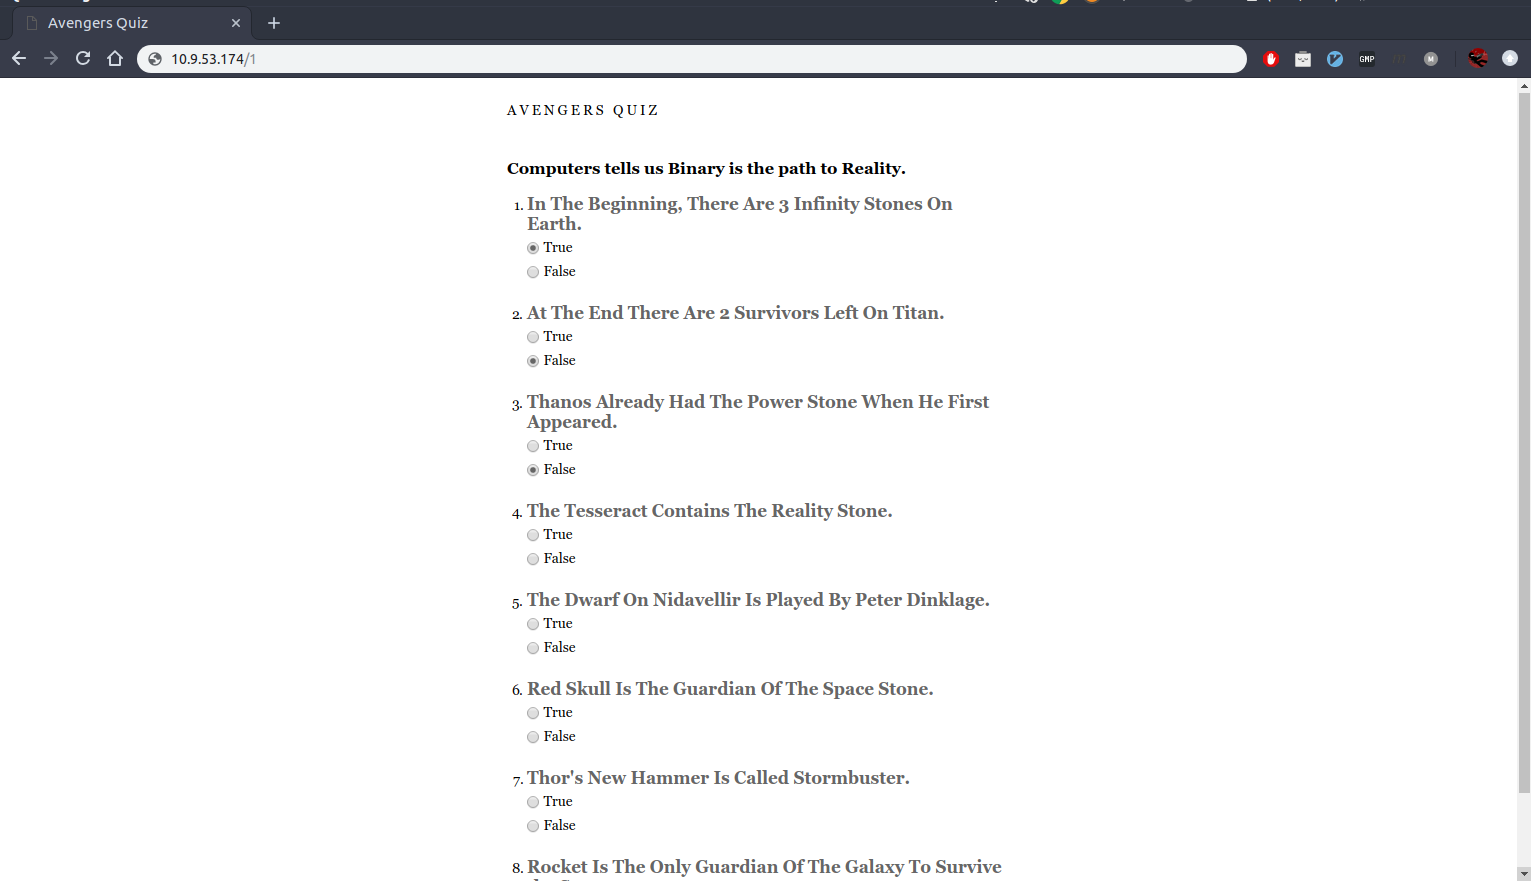 Avengers Quiz
10.9.53.174/1
GMP
M
AVENGERS QUIZ
Computers tells us Binary is the path to Reality.
1. In The Beginning, There Are 3 Infinity Stones On
Earth.
True
False
2. At The End There Are 2 Survivors Left On Titan.
True
False
3. Thanos Already Had The Power Stone When He First
Appeared.
True
False
4. The Tesseract Contains The Reality Stone.
True
False
5. The Dwarf On Nidavellir Is Played By Peter Dinklage.
True
False
6. Red Skull Is The Guardian Of The Space Stone.
True
False
7. Thor's New Hammer Is Called Stormbuster.
True
False
8. Rocket Is The Only Guardian Of The Galaxy To Survive